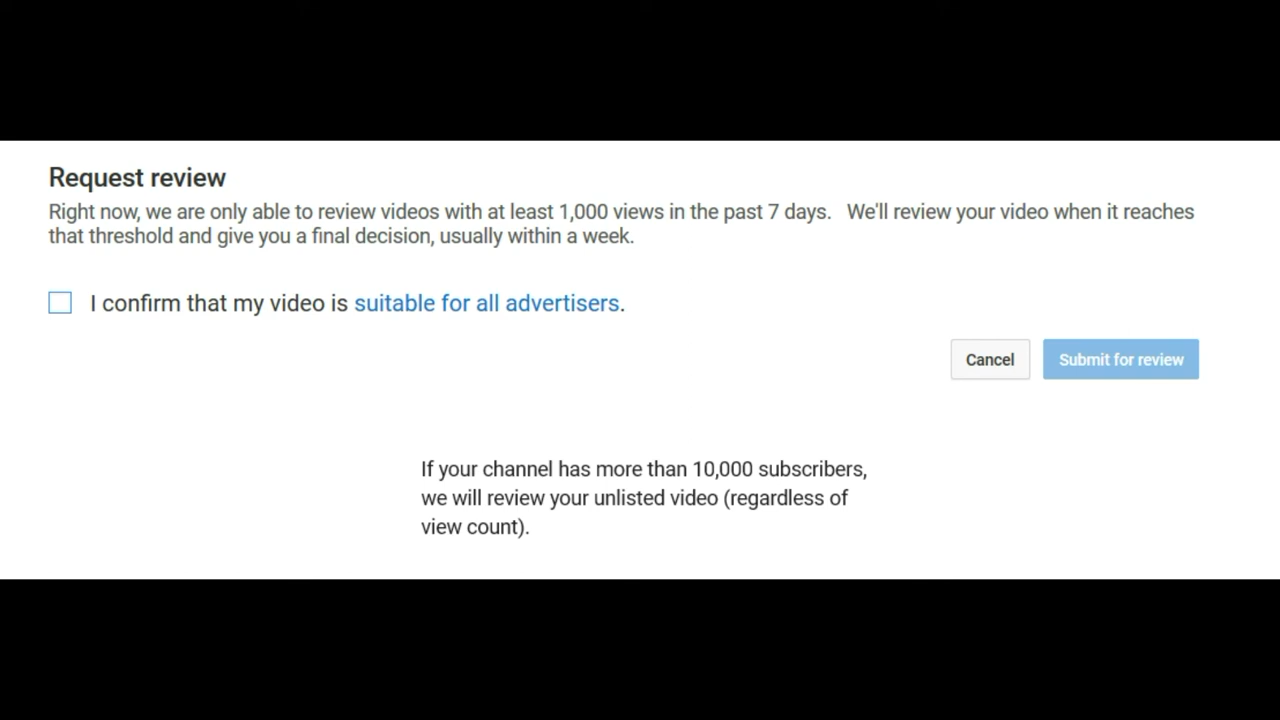 Request review
Right now, we are only able to review videos with at least 1,000 views in the past 7 days. We'll review your video when it reaches
that threshold and give you a final decision, usually within a week.
I confirm that my video is suitable for all advertisers.
Cancel Submit for review
If your channel has more than 10,000 subscribers,
we will review your unlisted video (regardless of
view count).